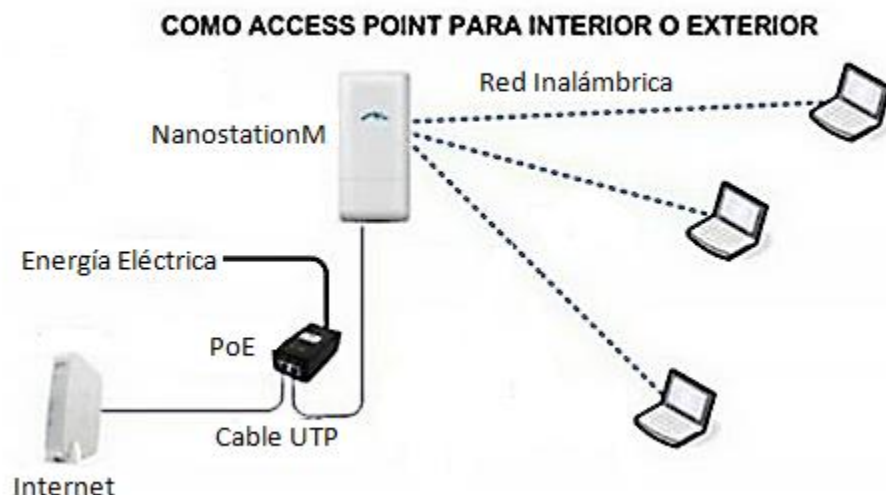 COMO ACCESS POINT PARA INTERIOR O EXTERIOR
Red Inalámbrica
NanostationM
Energía Eléctrica
PoE
Cable UTP
Internet